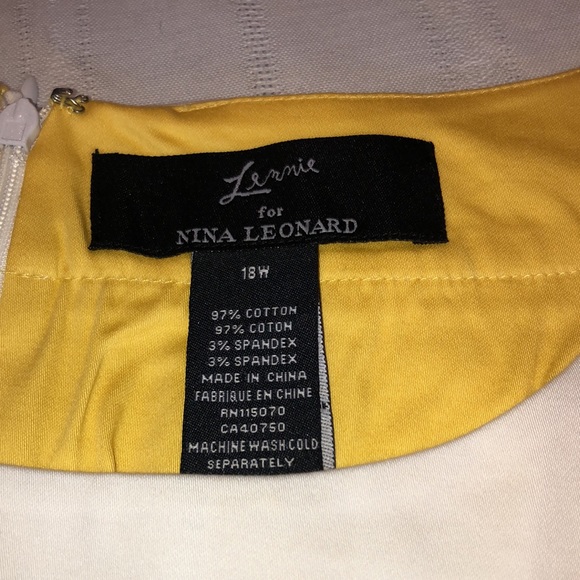 Lennie
for
NINA LEONARD
18W
97% COTTON
97% COTON
3% SPANDEX
3% SPANDEX
MADE IN CHINA
FABRIQUE EN CHINE
RN115070
CA40750
MACHINE WASH COLD
SEPARATELY